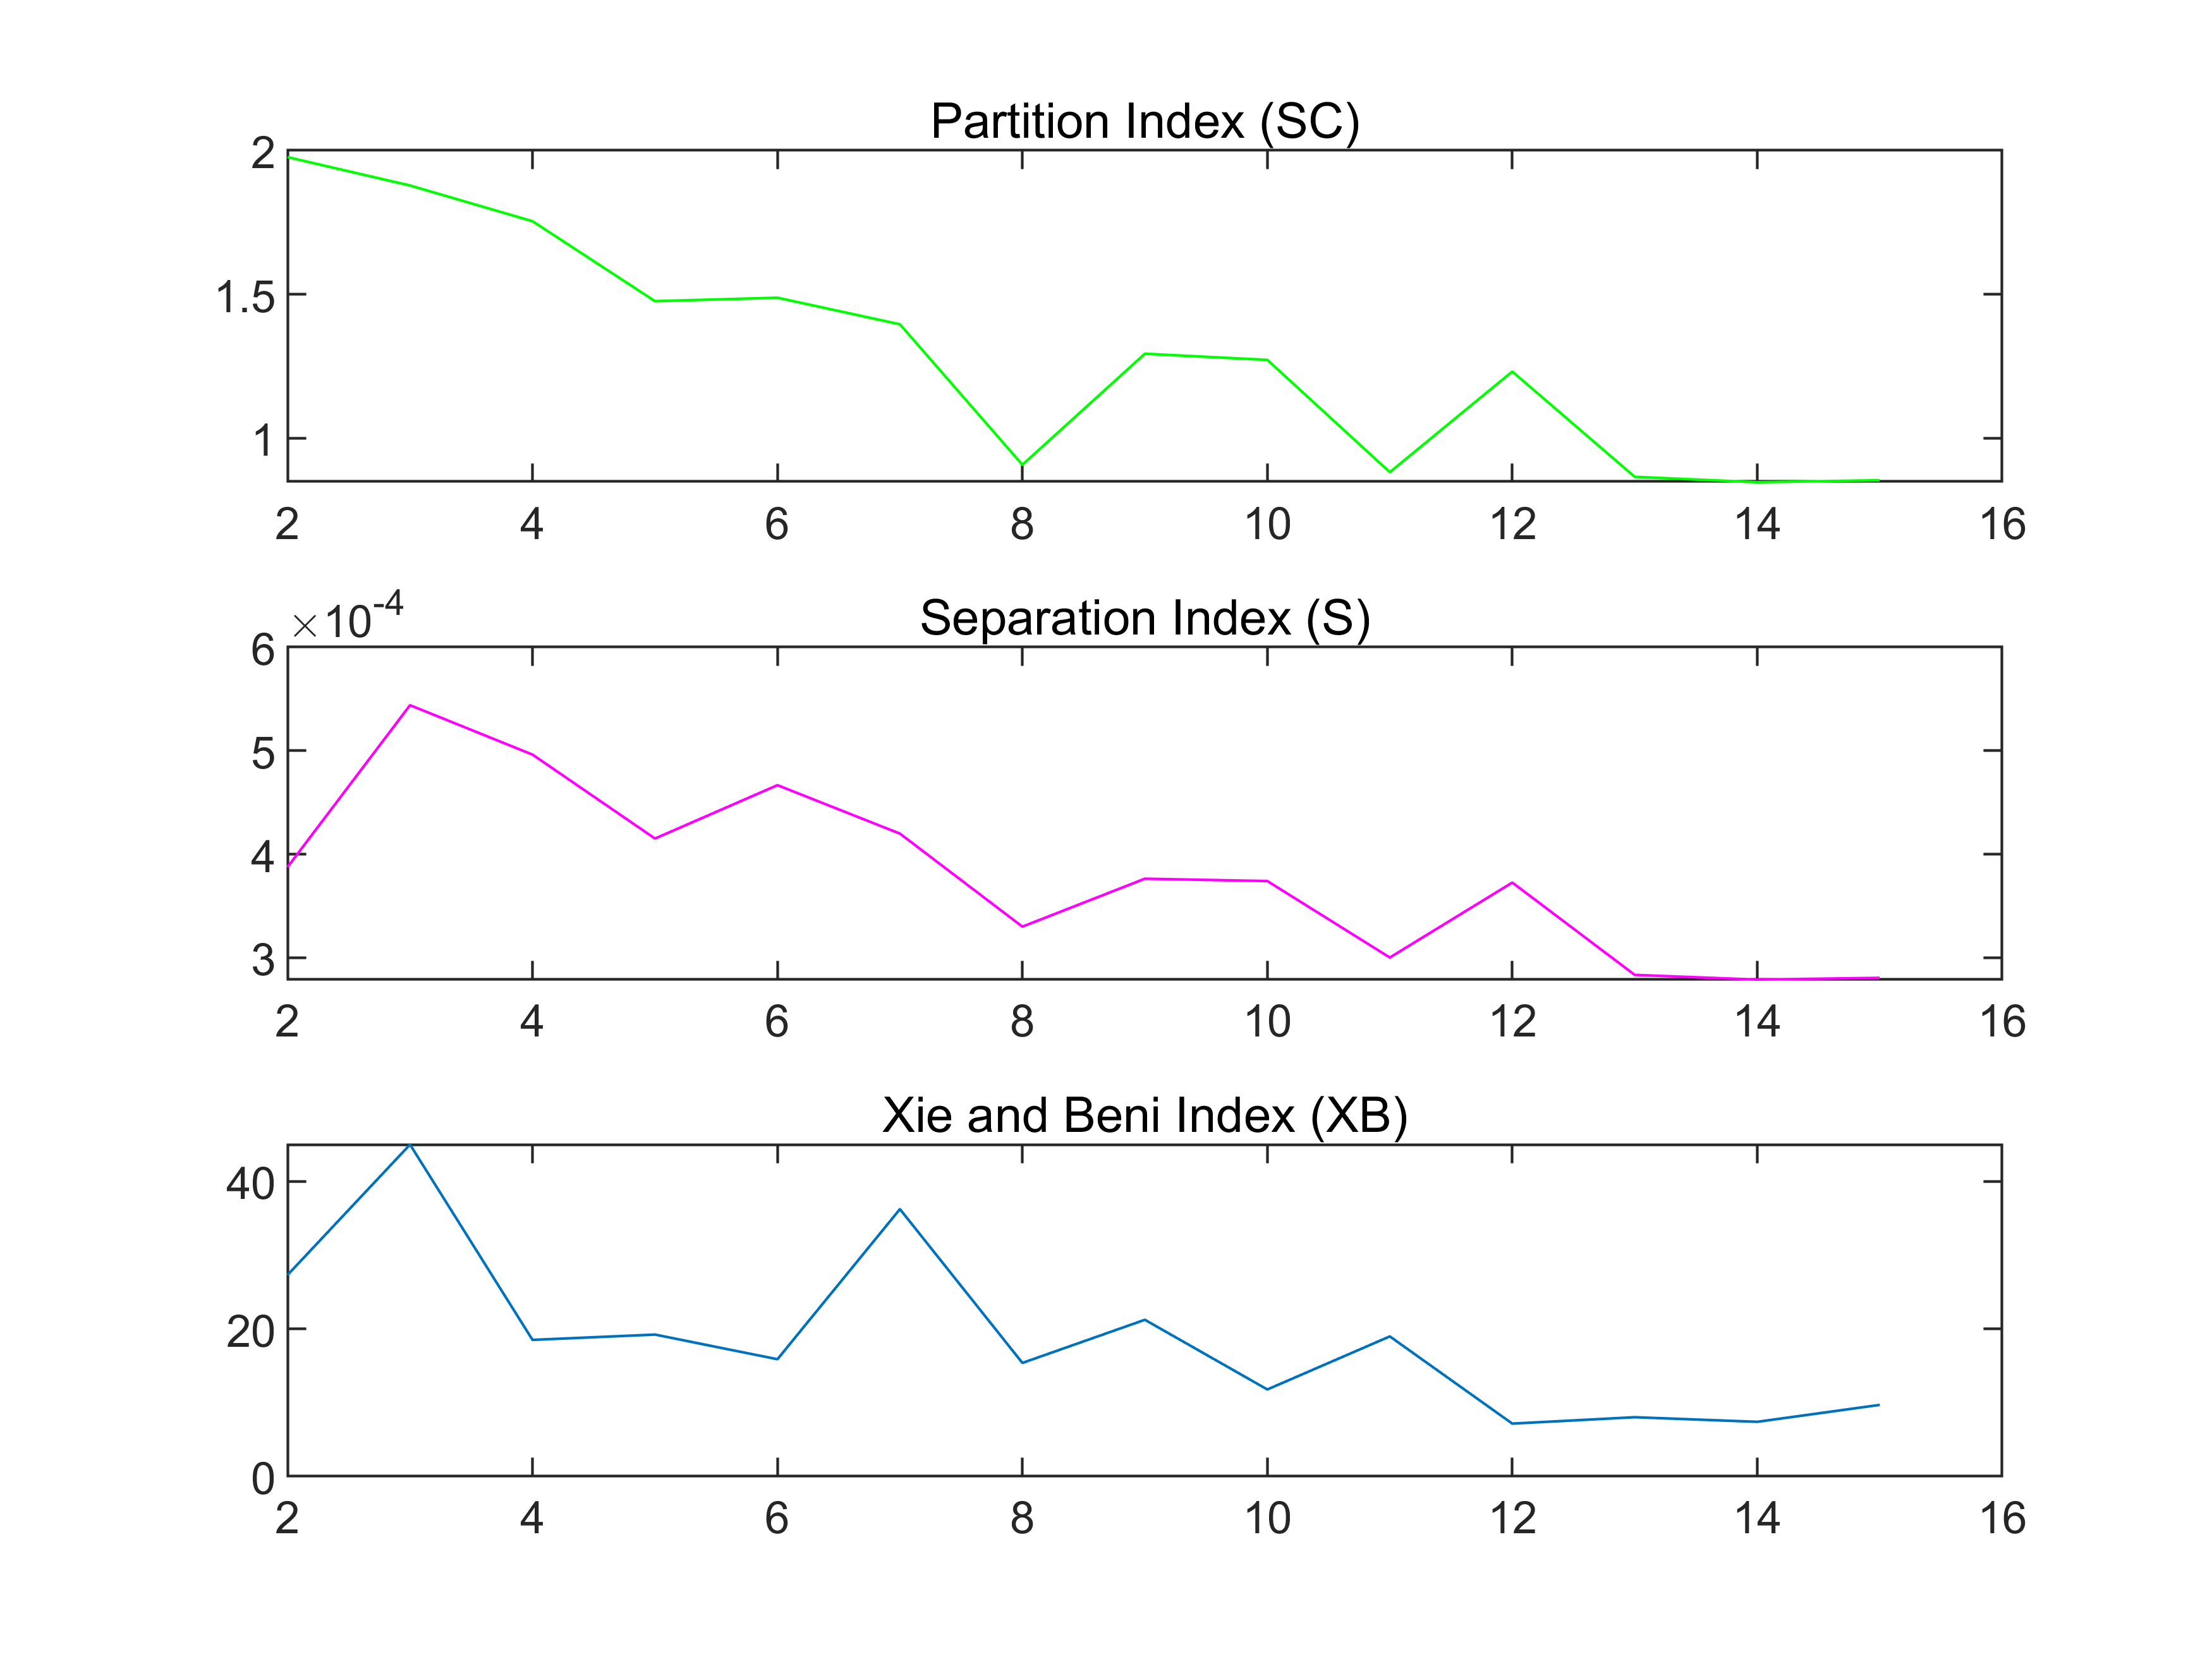 Partition Index (SC)
2
1.5
1
2 4 6 8 10 12 14 16
×10-4
Separation Index (S)
6
5
4
3
2 4 6 8 10 12 14 16
Xie and Beni Index (XB)
40
20
0
2 4 6 8 10 12 14 16